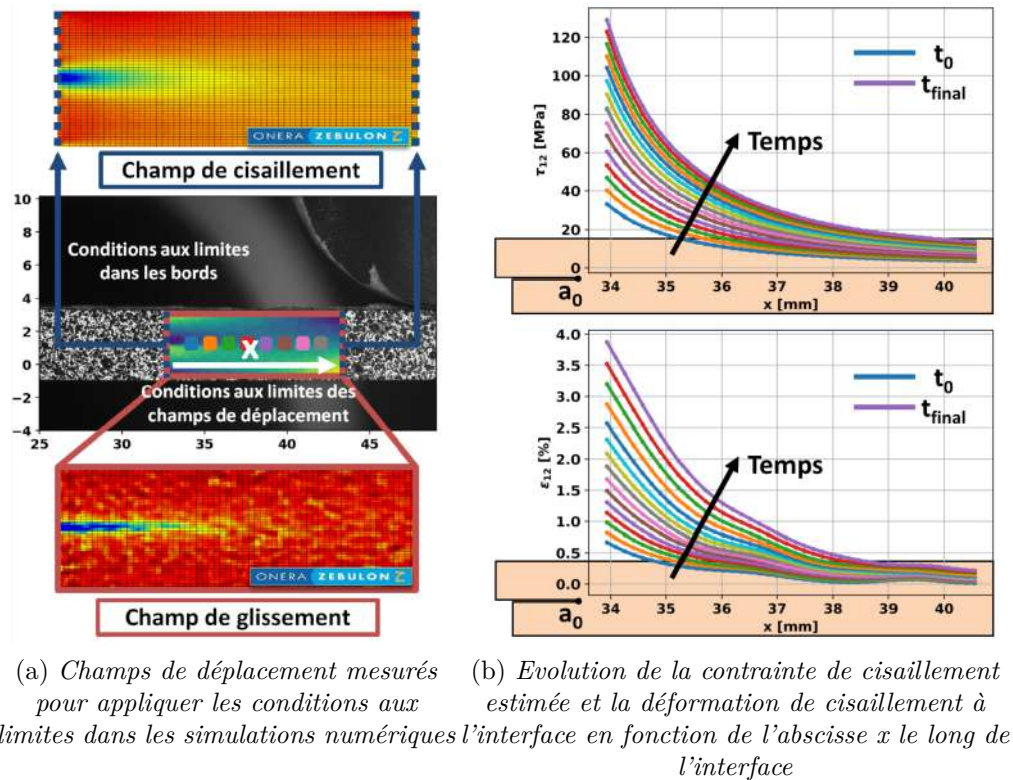 ONERA ZEBULON Z
Champ de cisaillement
10
8
6
4
2
0
−2
−4
Conditions aux limites
dans les bords
X
Conditions aux limites des
champs de déplacement
25 30 35 40 45
ONERA ZEBULON Z
Champ de glissement
(a) Champs de déplacement mesurés
pour appliquer les conditions aux
limites dans les simulations numériques
τ12 [MPa]
120
100
80
60
40
20
0
t0
tfinal
Temps
a0
34 35 36 37 38 39 40
x [mm]
ε12 [%]
4.0
3.5
3.0
2.5
2.0
1.5
1.0
0.5
0.0
t0
tfinal
Temps
a0
34 35 36 37 38 39 40
x [mm]
(b) Evolution de la contrainte de cisaillement
estimée et la déformation de cisaillement à
l'interface en fonction de l'abscisse x le long de
l'interface